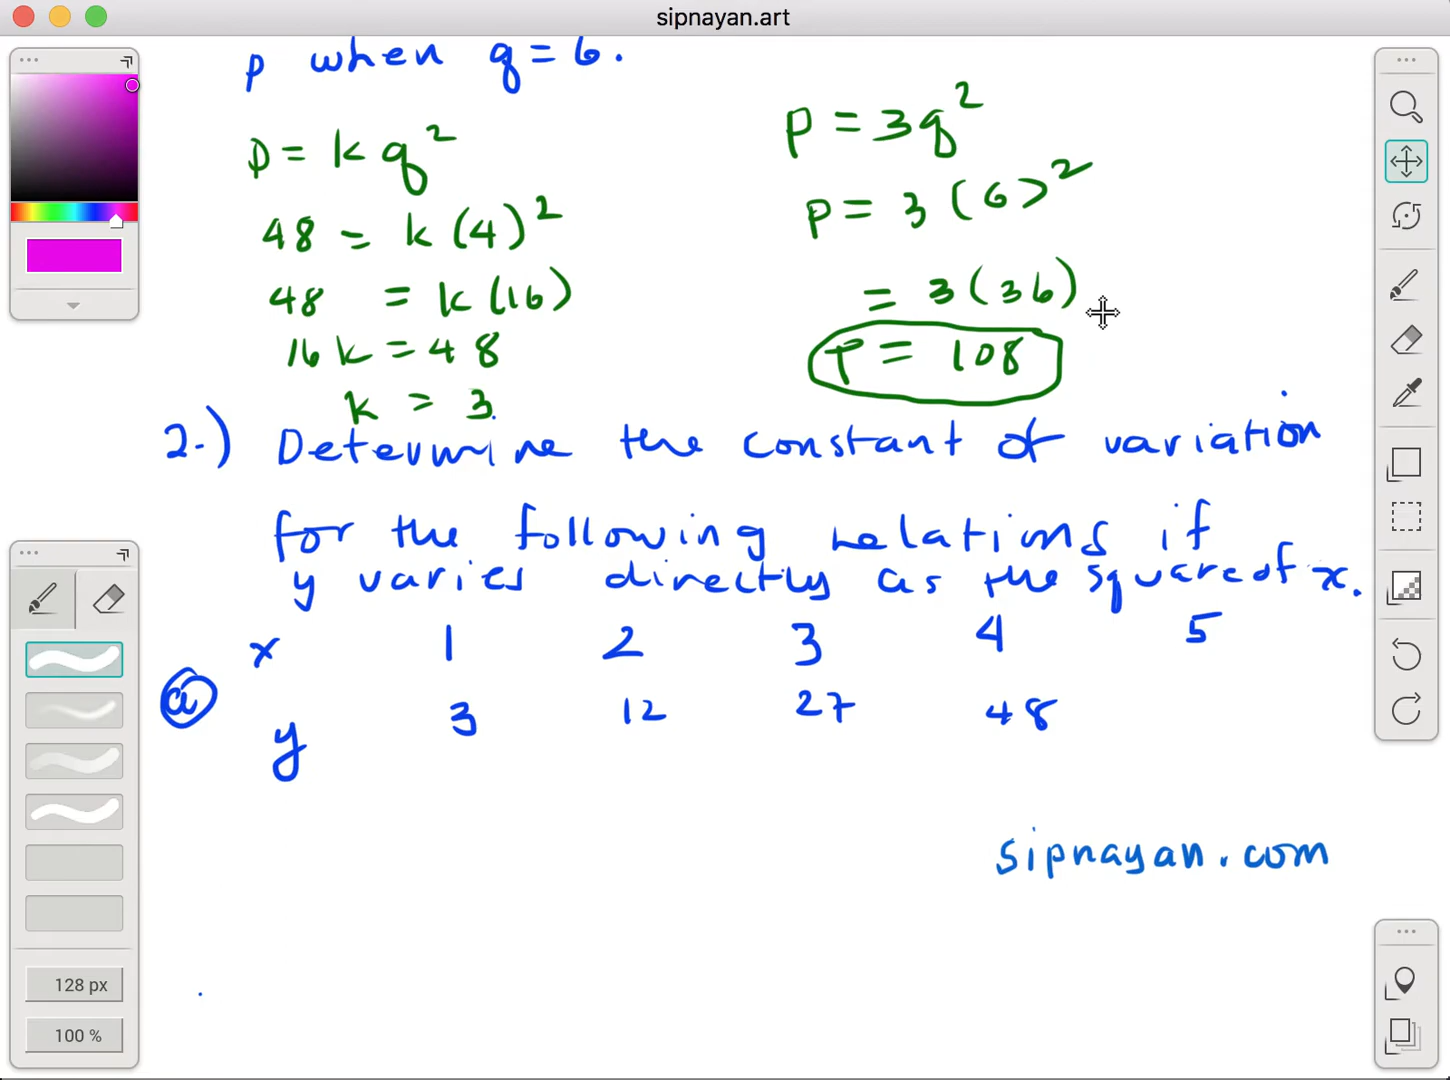 sipnayan.art
p when q = 6.
p = k q²
48 = k (4)²
48 = k (16)
16 k = 48
k = 3
p = 3q²
p = 3 (6)²
= 3 (36)
p = 108
2.) Determine the constant of variation
for the following relations if
y varies directly as the square of x.
x 1 2 3 4 5
a
y 3 12 27 48
sipnayan.com
128 px
100 %